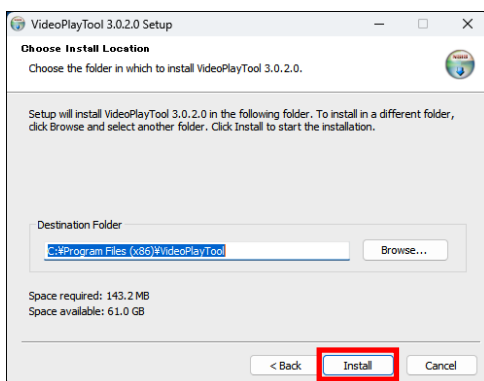 VideoPlayTool 3.0.2.0 Setup
Choose Install Location
Choose the folder in which to install VideoPlayTool 3.0.2.0.
Setup will install VideoPlayTool 3.0.2.0 in the following folder. To install in a different folder,
click Browse and select another folder. Click Install to start the installation.
Destination Folder
C:¥Program Files (x86)¥VideoPlayTool
Browse...
Space required: 143.2 MB
Space available: 61.0 GB
< Back
Install
Cancel